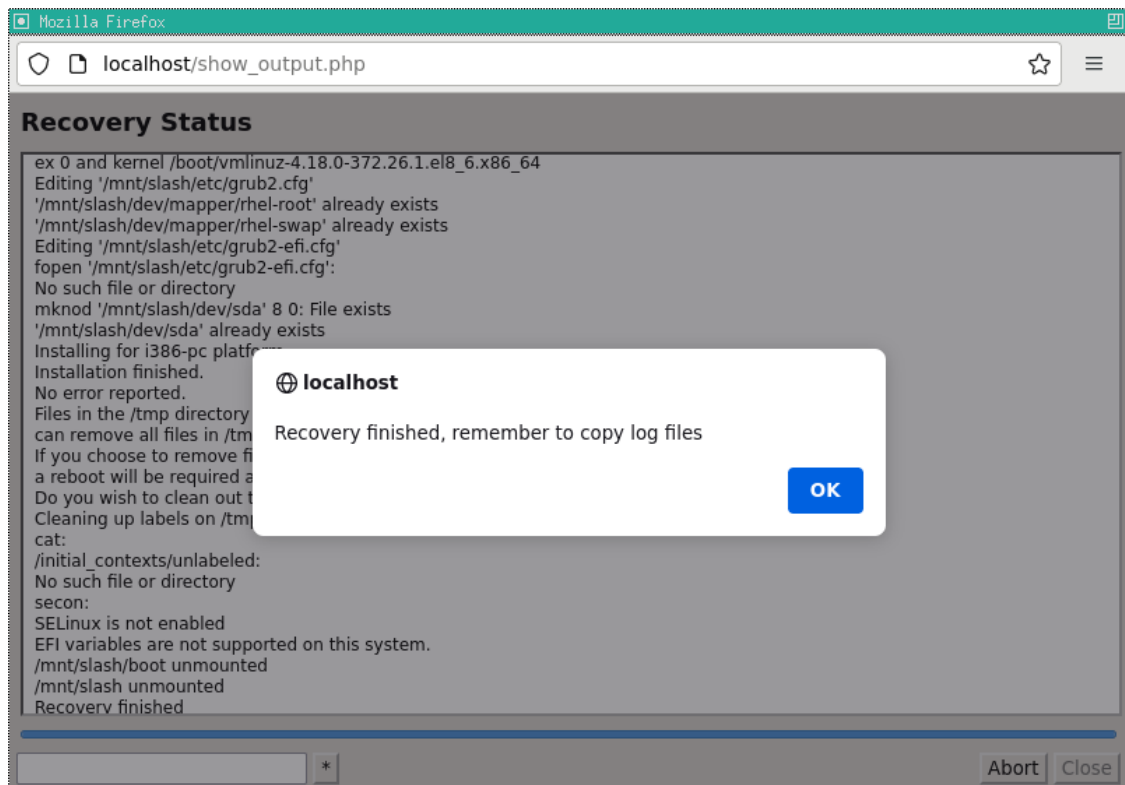 Mozilla Firefox
localhost/show_output.php
Recovery Status
ex 0 and kernel /boot/vmlinuz-4.18.0-372.26.1.el8_6.x86_64
Editing '/mnt/slash/etc/grub2.cfg'
'/mnt/slash/dev/mapper/rhel-root' already exists
'/mnt/slash/dev/mapper/rhel-swap' already exists
Editing '/mnt/slash/etc/grub2-efi.cfg'
fopen '/mnt/slash/etc/grub2-efi.cfg':
No such file or directory
mknod '/mnt/slash/dev/sda' 8 0: File exists
'/mnt/slash/dev/sda' already exists
Installing for i386-pc platform
Installation finished.
No error reported.
Files in the /tmp directory
can remove all files in /tm
If you choose to remove fi
a reboot will be required a
Do you wish to clean out t
Cleaning up labels on /tmp
cat:
/initial_contexts/unlabeled:
No such file or directory
secon:
SELinux is not enabled
EFI variables are not supported on this system.
/mnt/slash/boot unmounted
/mnt/slash unmounted
Recovery finished
localhost
Recovery finished, remember to copy log files
OK
*
Abort
Close